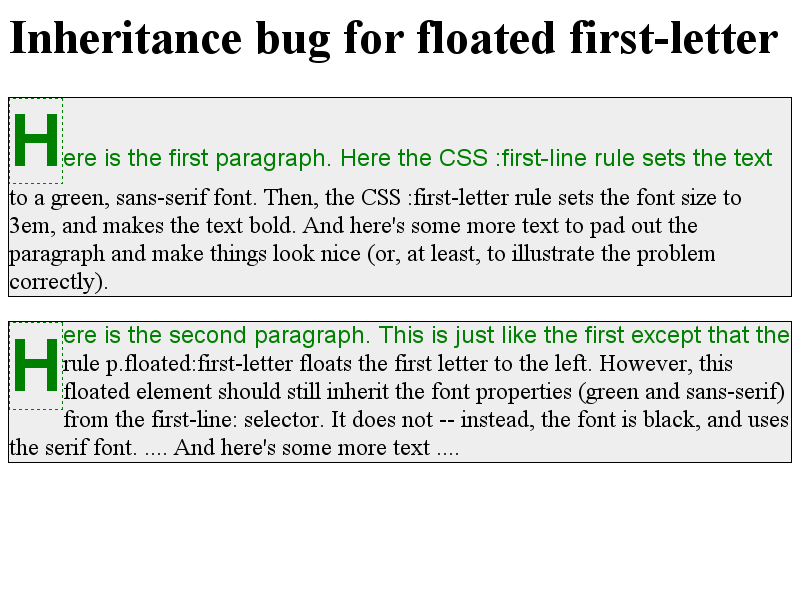 Inheritance bug for floated first-letter
Here is the first paragraph. Here the CSS :first-line rule sets the text
to a green, sans-serif font. Then, the CSS :first-letter rule sets the font size to
3em, and makes the text bold. And here's some more text to pad out the
paragraph and make things look nice (or, at least, to illustrate the problem
correctly).
Here is the second paragraph. This is just like the first except that the
rule p.floated:first-letter floats the first letter to the left. However, this
floated element should still inherit the font properties (green and sans-serif)
from the first-line: selector. It does not -- instead, the font is black, and uses
the serif font. .... And here's some more text ....